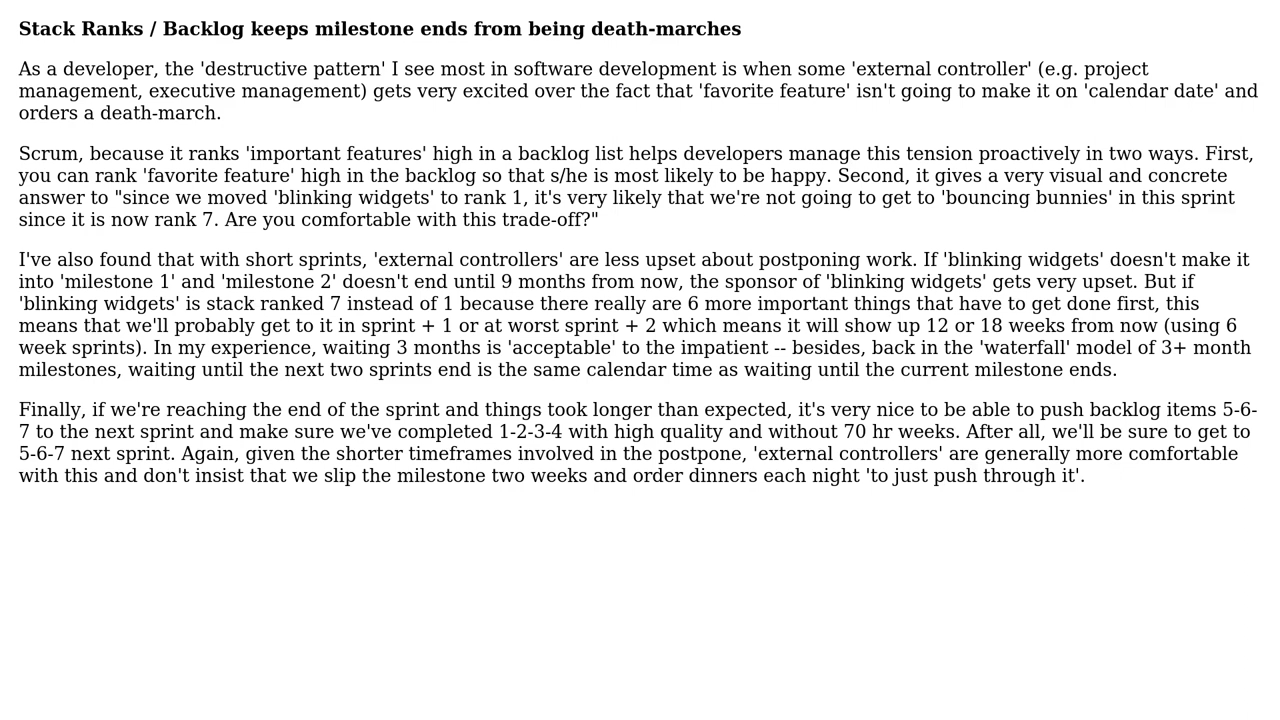 Stack Ranks / Backlog keeps milestone ends from being death-marches
As a developer, the 'destructive pattern' I see most in software development is when some 'external controller' (e.g. project
management, executive management) gets very excited over the fact that 'favorite feature' isn't going to make it on 'calendar date' and
orders a death-march.
Scrum, because it ranks 'important features' high in a backlog list helps developers manage this tension proactively in two ways. First,
you can rank 'favorite feature' high in the backlog so that s/he is most likely to be happy. Second, it gives a very visual and concrete
answer to "since we moved 'blinking widgets' to rank 1, it's very likely that we're not going to get to 'bouncing bunnies' in this sprint
since it is now rank 7. Are you comfortable with this trade-off?"
I've also found that with short sprints, 'external controllers' are less upset about postponing work. If 'blinking widgets' doesn't make it
into 'milestone 1' and 'milestone 2' doesn't end until 9 months from now, the sponsor of 'blinking widgets' gets very upset. But if
'blinking widgets' is stack ranked 7 instead of 1 because there really are 6 more important things that have to get done first, this
means that we'll probably get to it in sprint + 1 or at worst sprint + 2 which means it will show up 12 or 18 weeks from now (using 6
week sprints). In my experience, waiting 3 months is 'acceptable' to the impatient -- besides, back in the 'waterfall' model of 3+ month
milestones, waiting until the next two sprints end is the same calendar time as waiting until the current milestone ends.
Finally, if we're reaching the end of the sprint and things took longer than expected, it's very nice to be able to push backlog items 5-6-
7 to the next sprint and make sure we've completed 1-2-3-4 with high quality and without 70 hr weeks. After all, we'll be sure to get to
5-6-7 next sprint. Again, given the shorter timeframes involved in the postpone, 'external controllers' are generally more comfortable
with this and don't insist that we slip the milestone two weeks and order dinners each night 'to just push through it'.